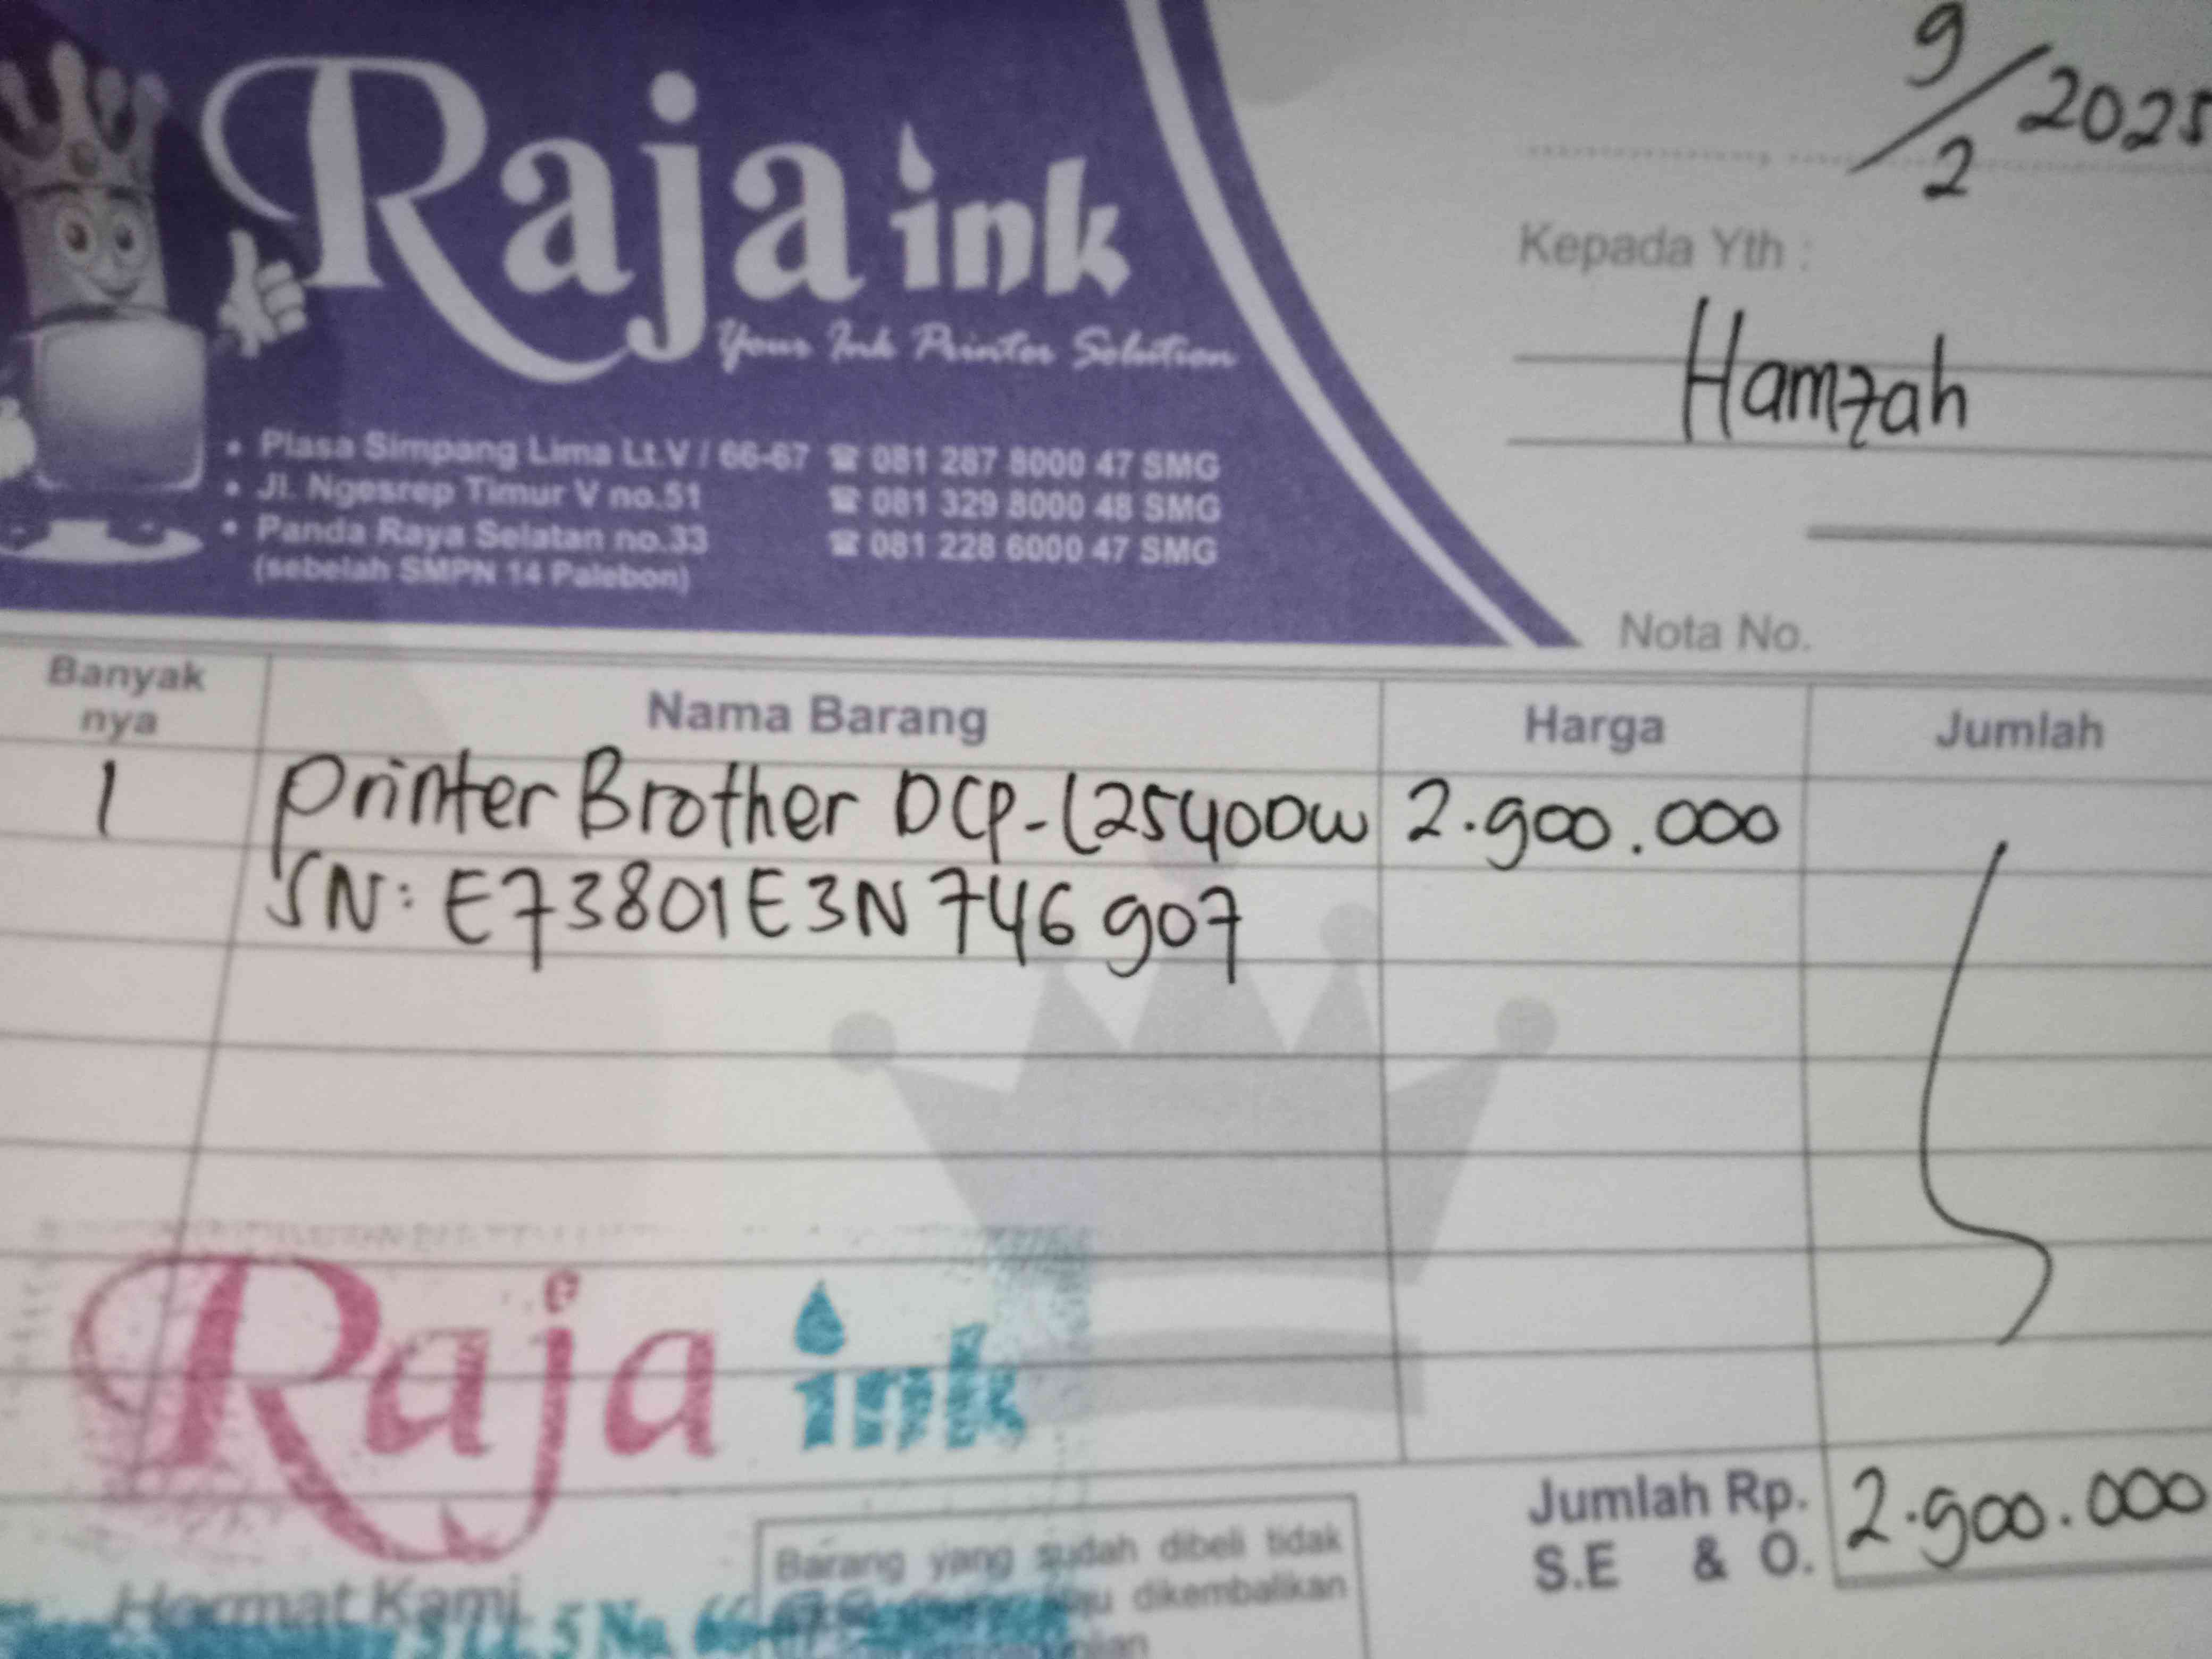 Raja ink
Your Ink Printer Solution
• Plasa Simpang Lima Lt.V / 66-67 ☎ 081 287 8000 47 SMG
• Jl. Ngesrep Timur V no.51 ☎ 081 329 8000 48 SMG
• Panda Raya Selatan no.33 ☎ 081 228 6000 47 SMG
(sebelah SMPN 14 Palebon)
9/2 2025
Kepada Yth :
Hamzah
Nota No.
Banyak nya Nama Barang Harga Jumlah
1 Printer Brother DCP-L2540DW 2.900.000
SN: E73801E3N746907
Raja ink
Hormat Kami
5 No. 66-
Barang yang sudah dibeli tidak
dikembalikan
Jumlah Rp. 2.900.000
S.E & O.